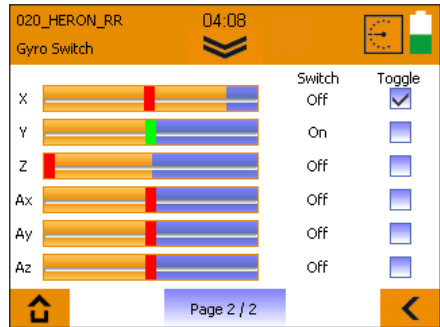 020_HERON_RR 04:08
Gyro Switch
Switch Toggle
X Off
Y On
Z Off
Ax Off
Ay Off
Az Off
Page 2 / 2